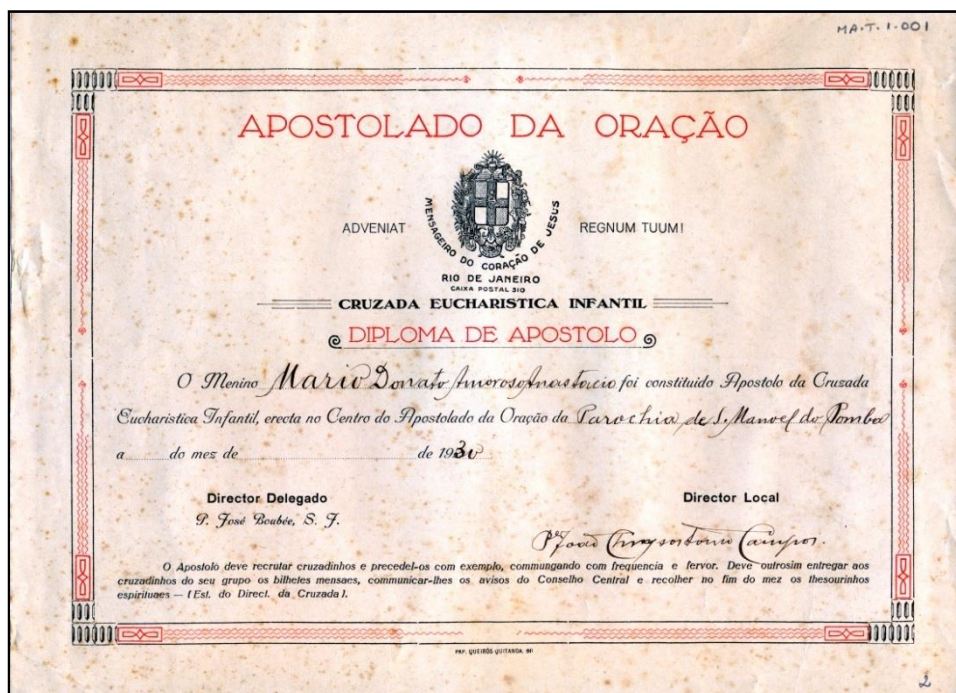 MA.T.1.001
APOSTOLADO DA ORAÇÃO
ADVENIAT REGNUM TUUM!
MENSAGEIRO DO CORAÇÃO DE JESUS
RIO DE JANEIRO
CAIXA POSTAL 310
CRUZADA EUCHARISTICA INFANTIL
DIPLOMA DE APOSTOLO
O Menino Mario Donato Amoroso Anastacio foi constituido Apostolo da Cruzada
Eucharistica Infantil, erecta no Centro do Apostolado da Oração da Parochia de S. Manoel do Pomba
a do mez de de 1930
Director Delegado Director Local
P. José Boubée, S. J.
Pe João Chrysostomo Campos.
O Apostolo deve recrutar cruzadinhos e precedel-os com exemplo, commungando com frequencia e fervor. Deve outrosim entregar aos
cruzadinhos do seu grupo os bilhetes mensaes, communicar-lhes os avisos do Conselho Central e recolher no fim do mez os thesourinhos
espirituaes — (Est. do Direct. da Cruzada).
PAP. QUEIRÓS-QUITANDA,
2